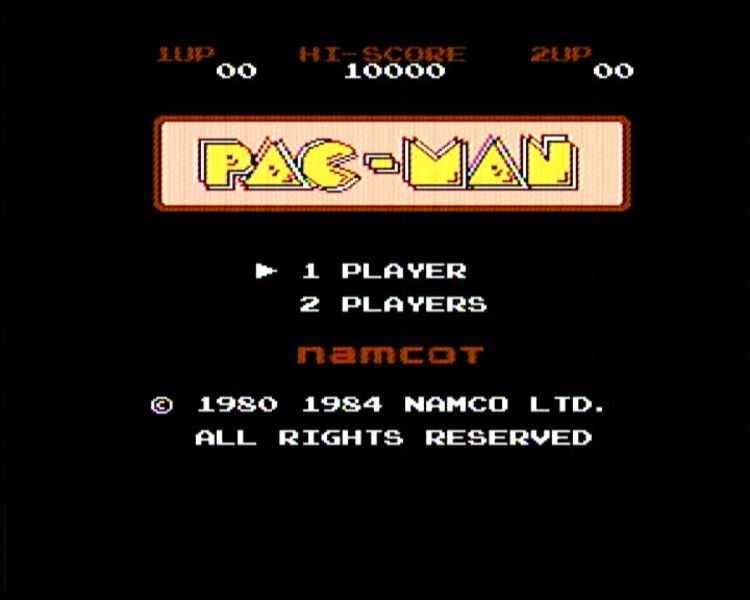 1UP HI-SCORE 2UP
00 10000 00
PAC-MAN
1 PLAYER
2 PLAYERS
namcot
© 1980 1984 NAMCO LTD.
ALL RIGHTS RESERVED